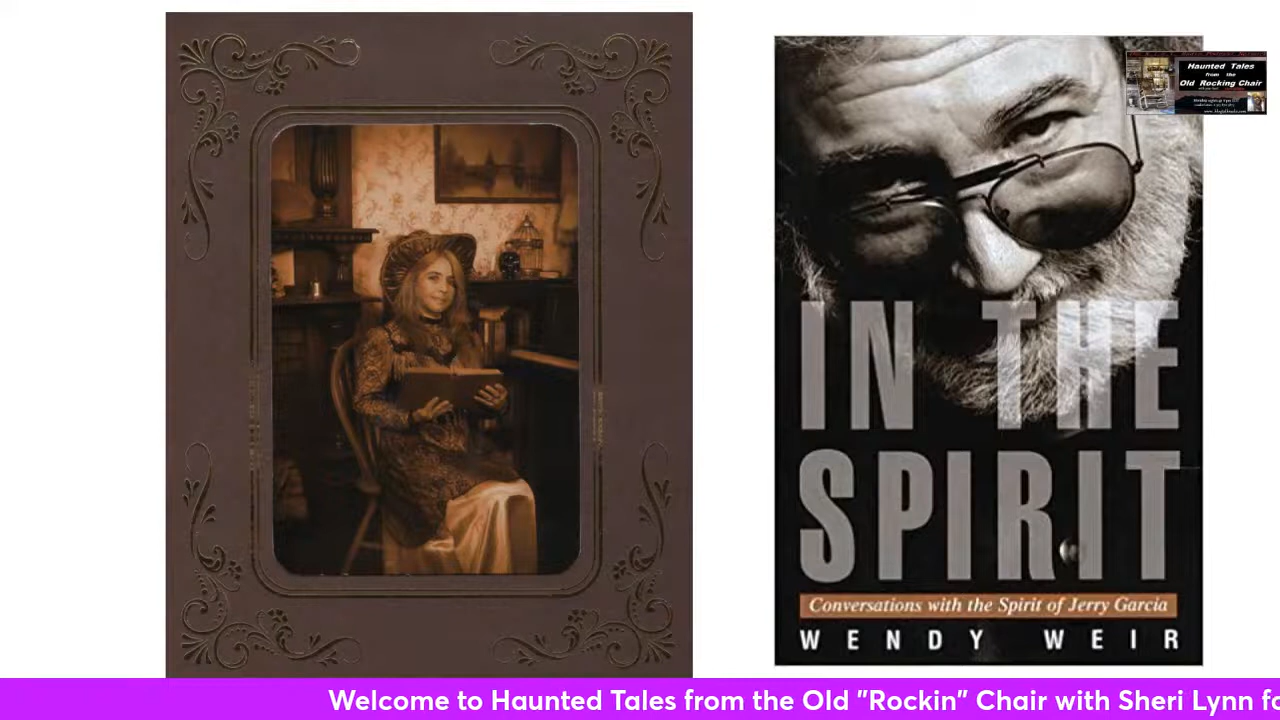 Haunted Tales
from the
Old Rocking Chair
IN THE
SPIRIT
Conversations with the Spirit of Jerry Garcia
WENDY WEIR
Welcome to Haunted Tales from the Old "Rockin" Chair with Sheri Lynn fo